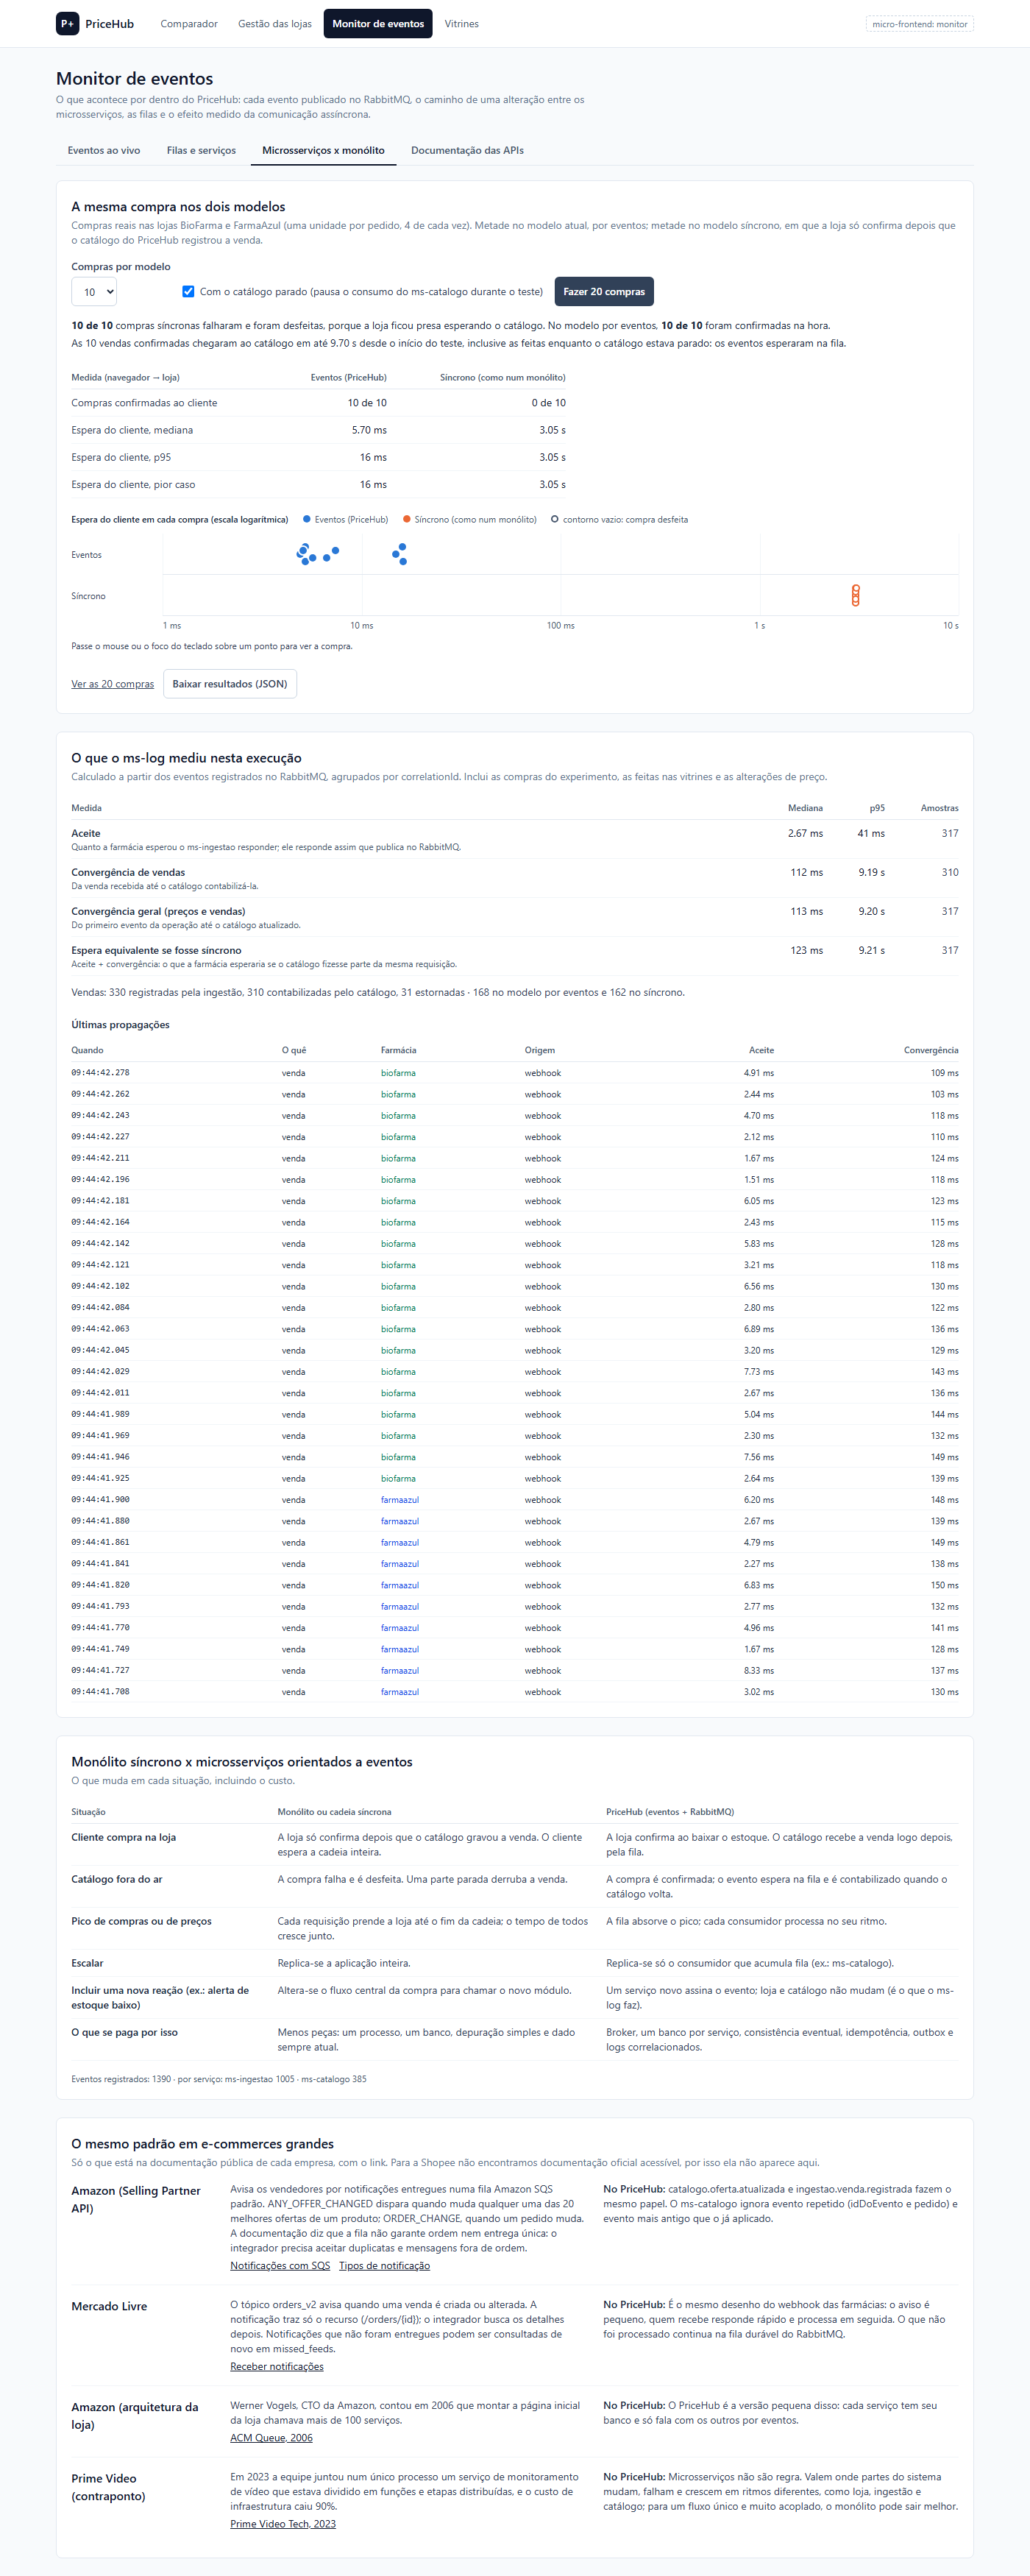 P+ PriceHub Comparador Gestão das lojas Monitor de eventos Vitrines micro-frontend: monitor
Monitor de eventos
O que acontece por dentro do PriceHub: cada evento publicado no RabbitMQ, o caminho de uma alteração entre os
microsserviços, as filas e o efeito medido da comunicação assíncrona.
Eventos ao vivo Filas e serviços Microsserviços x monólito Documentação das APIs
A mesma compra nos dois modelos
Compras reais nas lojas BioFarma e FarmaAzul (uma unidade por pedido, 4 de cada vez). Metade no modelo atual, por eventos; metade no modelo síncrono, em que a loja só confirma depois que
o catálogo do PriceHub registrou a venda.
Compras por modelo
10 Com o catálogo parado (pausa o consumo do ms-catalogo durante o teste) Fazer 20 compras
10 de 10 compras síncronas falharam e foram desfeitas, porque a loja ficou presa esperando o catálogo. No modelo por eventos, 10 de 10 foram confirmadas na hora.
As 10 vendas confirmadas chegaram ao catálogo em até 9.70 s desde o início do teste, inclusive as feitas enquanto o catálogo estava parado: os eventos esperaram na fila.
Medida (navegador → loja) Eventos (PriceHub) Síncrono (como num monólito)
Compras confirmadas ao cliente 10 de 10 0 de 10
Espera do cliente, mediana 5.70 ms 3.05 s
Espera do cliente, p95 16 ms 3.05 s
Espera do cliente, pior caso 16 ms 3.05 s
Espera do cliente em cada compra (escala logarítmica) Eventos (PriceHub) Síncrono (como num monólito) contorno vazio: compra desfeita
Eventos
Síncrono
1 ms 10 ms 100 ms 1 s 10 s
Passe o mouse ou o foco do teclado sobre um ponto para ver a compra.
Ver as 20 compras Baixar resultados (JSON)
O que o ms-log mediu nesta execução
Calculado a partir dos eventos registrados no RabbitMQ, agrupados por correlationId. Inclui as compras do experimento, as feitas nas vitrines e as alterações de preço.
Medida Mediana p95 Amostras
Aceite 2.67 ms 41 ms 317
Quanto a farmácia esperou o ms-ingestao responder; ele responde assim que publica no RabbitMQ.
Convergência de vendas 112 ms 9.19 s 310
Da venda recebida até o catálogo contabilizá-la.
Convergência geral (preços e vendas) 113 ms 9.20 s 317
Do primeiro evento da operação até o catálogo atualizado.
Espera equivalente se fosse síncrono 123 ms 9.21 s 317
Aceite + convergência: o que a farmácia esperaria se o catálogo fizesse parte da mesma requisição.
Vendas: 330 registradas pela ingestão, 310 contabilizadas pelo catálogo, 31 estornadas · 168 no modelo por eventos e 162 no síncrono.
Últimas propagações
Quando O quê Farmácia Origem Aceite Convergência
09:44:42.278 venda biofarma webhook 4.91 ms 109 ms
09:44:42.262 venda biofarma webhook 2.44 ms 103 ms
09:44:42.243 venda biofarma webhook 4.70 ms 118 ms
09:44:42.227 venda biofarma webhook 2.12 ms 110 ms
09:44:42.211 venda biofarma webhook 1.67 ms 124 ms
09:44:42.196 venda biofarma webhook 1.51 ms 118 ms
09:44:42.181 venda biofarma webhook 6.05 ms 123 ms
09:44:42.164 venda biofarma webhook 2.43 ms 115 ms
09:44:42.142 venda biofarma webhook 5.83 ms 128 ms
09:44:42.121 venda biofarma webhook 3.21 ms 118 ms
09:44:42.102 venda biofarma webhook 6.56 ms 130 ms
09:44:42.084 venda biofarma webhook 2.80 ms 122 ms
09:44:42.063 venda biofarma webhook 6.89 ms 136 ms
09:44:42.045 venda biofarma webhook 3.20 ms 129 ms
09:44:42.029 venda biofarma webhook 7.73 ms 143 ms
09:44:42.011 venda biofarma webhook 2.67 ms 136 ms
09:44:41.989 venda biofarma webhook 5.04 ms 144 ms
09:44:41.969 venda biofarma webhook 2.30 ms 132 ms
09:44:41.946 venda biofarma webhook 7.56 ms 149 ms
09:44:41.925 venda biofarma webhook 2.64 ms 139 ms
09:44:41.900 venda farmaazul webhook 6.20 ms 148 ms
09:44:41.880 venda farmaazul webhook 2.67 ms 139 ms
09:44:41.861 venda farmaazul webhook 4.79 ms 149 ms
09:44:41.841 venda farmaazul webhook 2.27 ms 138 ms
09:44:41.820 venda farmaazul webhook 6.83 ms 150 ms
09:44:41.793 venda farmaazul webhook 2.77 ms 132 ms
09:44:41.770 venda farmaazul webhook 4.96 ms 141 ms
09:44:41.749 venda farmaazul webhook 1.67 ms 128 ms
09:44:41.727 venda farmaazul webhook 8.33 ms 137 ms
09:44:41.708 venda farmaazul webhook 3.02 ms 130 ms
Monólito síncrono x microsserviços orientados a eventos
O que muda em cada situação, incluindo o custo.
Situação Monólito ou cadeia síncrona PriceHub (eventos + RabbitMQ)
Cliente compra na loja A loja só confirma depois que o catálogo gravou a venda. O cliente A loja confirma ao baixar o estoque. O catálogo recebe a venda logo depois,
espera a cadeia inteira. pela fila.
Catálogo fora do ar A compra falha e é desfeita. Uma parte parada derruba a venda. A compra é confirmada; o evento espera na fila e é contabilizado quando o
catálogo volta.
Pico de compras ou de preços Cada requisição prende a loja até o fim da cadeia; o tempo de todos A fila absorve o pico; cada consumidor processa no seu ritmo.
cresce junto.
Escalar Replica-se a aplicação inteira. Replica-se só o consumidor que acumula fila (ex.: ms-catalogo).
Incluir uma nova reação (ex.: alerta de Altera-se o fluxo central da compra para chamar o novo módulo. Um serviço novo assina o evento; loja e catálogo não mudam (é o que o ms-
estoque baixo) log faz).
O que se paga por isso Menos peças: um processo, um banco, depuração simples e dado Broker, um banco por serviço, consistência eventual, idempotência, outbox e
sempre atual. logs correlacionados.
Eventos registrados: 1390 · por serviço: ms-ingestao 1005 · ms-catalogo 385
O mesmo padrão em e-commerces grandes
Só o que está na documentação pública de cada empresa, com o link. Para a Shopee não encontramos documentação oficial acessível, por isso ela não aparece aqui.
Amazon (Selling Partner Avisa os vendedores por notificações entregues numa fila Amazon SQS No PriceHub: catalogo.oferta.atualizada e ingestao.venda.registrada fazem o
API) padrão. ANY_OFFER_CHANGED dispara quando muda qualquer uma das 20 mesmo papel. O ms-catalogo ignora evento repetido (idDoEvento e pedido) e
melhores ofertas de um produto; ORDER_CHANGE, quando um pedido muda. evento mais antigo que o já aplicado.
A documentação diz que a fila não garante ordem nem entrega única: o
integrador precisa aceitar duplicatas e mensagens fora de ordem.
Notificações com SQS Tipos de notificação
Mercado Livre O tópico orders_v2 avisa quando uma venda é criada ou alterada. A No PriceHub: É o mesmo desenho do webhook das farmácias: o aviso é
notificação traz só o recurso (/orders/{id}); o integrador busca os detalhes pequeno, quem recebe responde rápido e processa em seguida. O que não
depois. Notificações que não foram entregues podem ser consultadas de foi processado continua na fila durável do RabbitMQ.
novo em missed_feeds.
Receber notificações
Amazon (arquitetura da Werner Vogels, CTO da Amazon, contou em 2006 que montar a página inicial No PriceHub: O PriceHub é a versão pequena disso: cada serviço tem seu
loja) da loja chamava mais de 100 serviços. banco e só fala com os outros por eventos.
ACM Queue, 2006
Prime Video Em 2023 a equipe juntou num único processo um serviço de monitoramento No PriceHub: Microsserviços não são regra. Valem onde partes do sistema
(contraponto) de vídeo que estava dividido em funções e etapas distribuídas, e o custo de mudam, falham e crescem em ritmos diferentes, como loja, ingestão e
infraestrutura caiu 90%. catálogo; para um fluxo único e muito acoplado, o monólito pode sair melhor.
Prime Video Tech, 2023